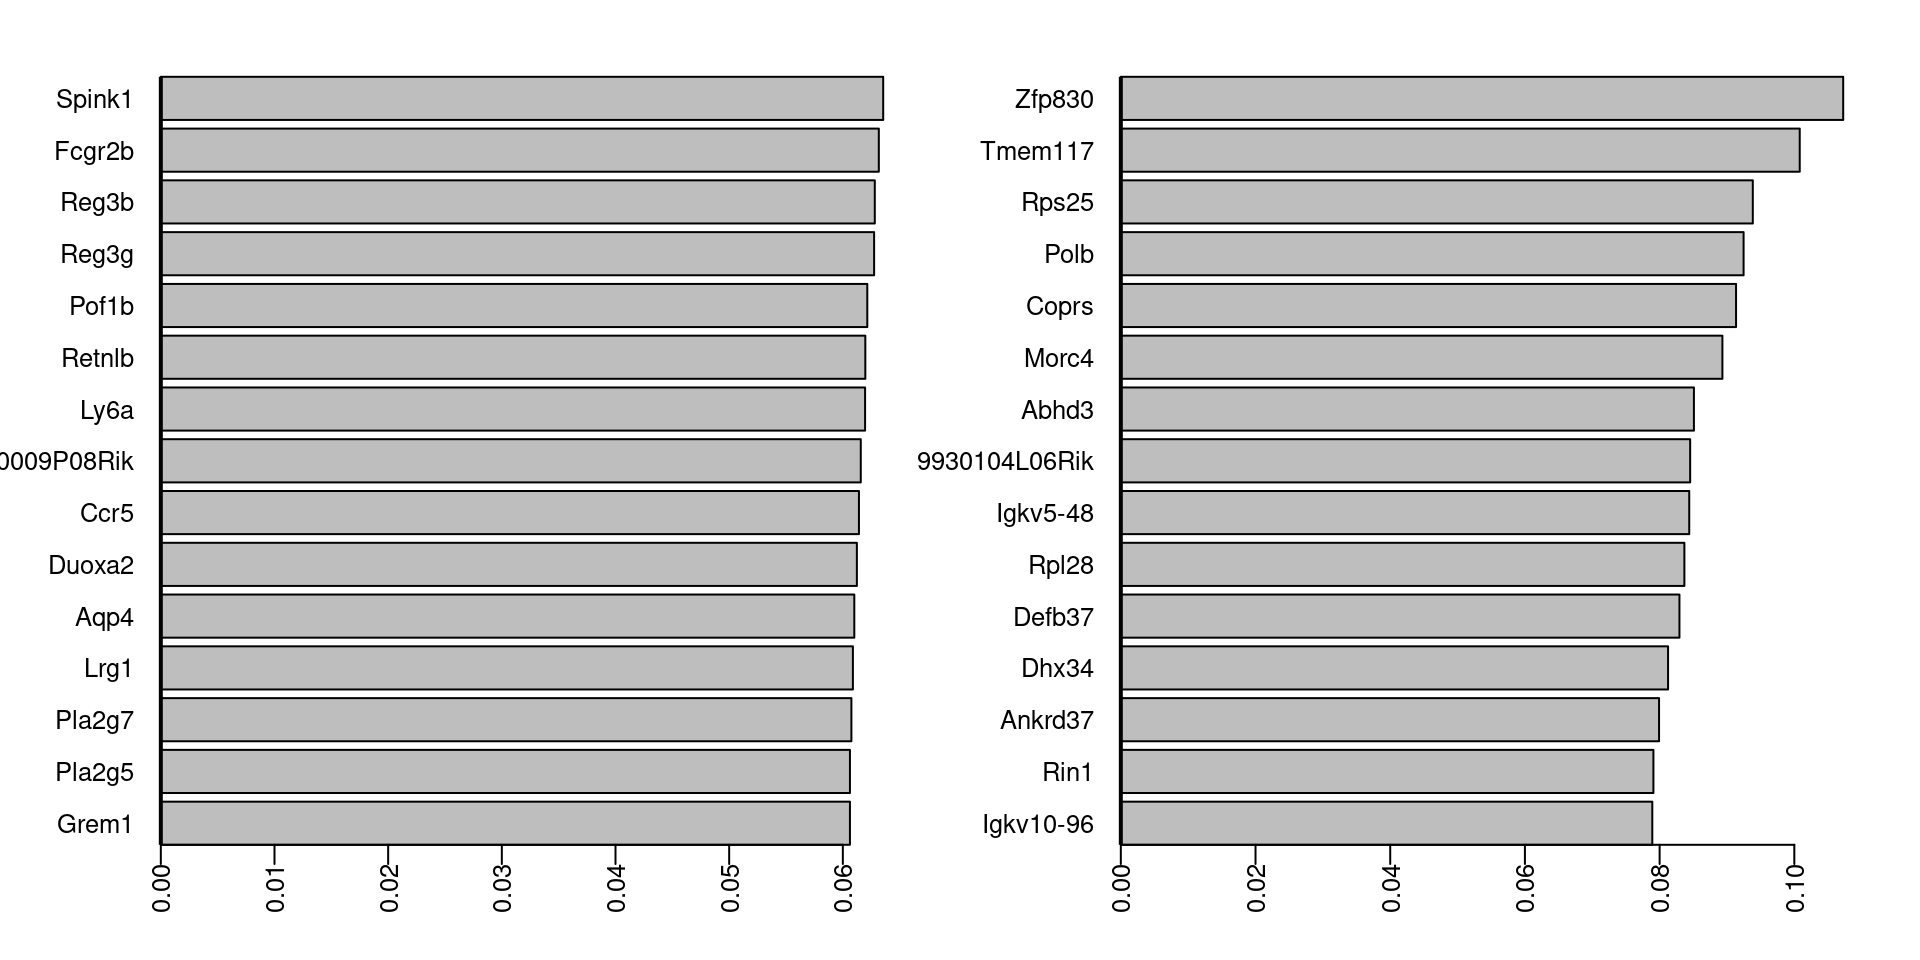 Spink1
Fcgr2b
Reg3b
Reg3g
Pof1b
Retnlb
Ly6a
0009P08Rik
Ccr5
Duoxa2
Aqp4
Lrg1
Pla2g7
Pla2g5
Grem1
0.00 0.01 0.02 0.03 0.04 0.05 0.06
Zfp830
Tmem117
Rps25
Polb
Coprs
Morc4
Abhd3
9930104L06Rik
Igkv5-48
Rpl28
Defb37
Dhx34
Ankrd37
Rin1
Igkv10-96
0.00 0.02 0.04 0.06 0.08 0.10